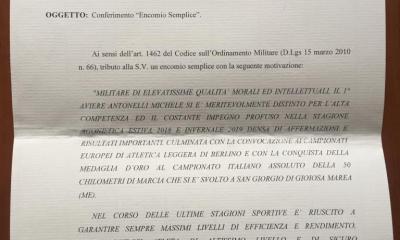 OGGETTO: Conferimento "Encomio Semplice".
Ai sensi dell'art. 1462 del Codice sull'Ordinamento Militare (D.Lgs 15 marzo 2010
n. 66), tributo alla S.V. un encomio semplice con la seguente motivazione:
"MILITARE DI ELEVATISSIME QUALITA' MORALI ED INTELLETTUALI, IL 1°
AVIERE ANTONELLI MICHELE SI E' MERITEVOLMENTE DISTINTO PER L'ALTA
COMPETENZA ED IL COSTANTE IMPEGNO PROFUSO NELLA STAGIONE
AGONISTICA ESTIVA 2018 E INVERNALE 2019 DENSA DI AFFERMAZIONI E
RISULTATI IMPORTANTI, CULMINATA CON LA CONVOCAZIONE AI CAMPIONATI
EUROPEI DI ATLETICA LEGGERA DI BERLINO E CON LA CONQUISTA DELLA
MEDAGLIA D'ORO AL CAMPIONATO ITALIANO ASSOLUTO DELLA 50
CHILOMETRI DI MARCIA CHE SI E' SVOLTO A SAN GIORGIO DI GIOIOSA MAREA
(ME).
NEL CORSO DELLE ULTIME STAGIONI SPORTIVE E' RIUSCITO A
GARANTIRE SEMPRE MASSIMI LIVELLI DI EFFICIENZA E RENDIMENTO,
DI ALTISSIMO LIVELLO E DI SICURO